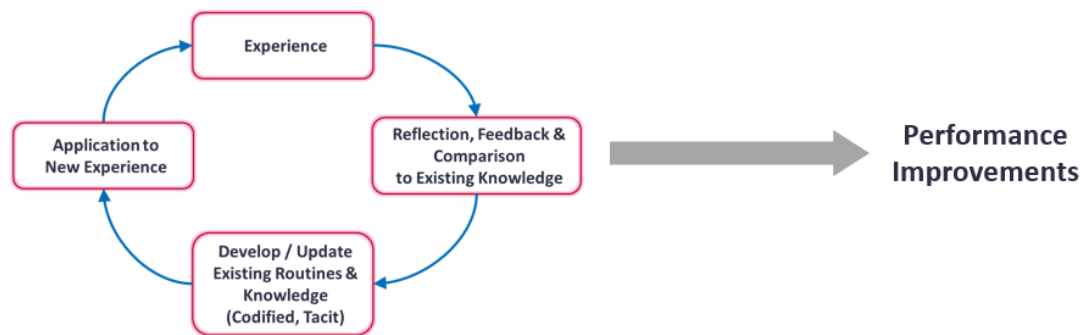 Experience
Reflection, Feedback &
Comparison
to Existing Knowledge
Develop / Update
Existing Routines &
Knowledge
(Codified, Tacit)
Application to
New Experience
Performance
Improvements